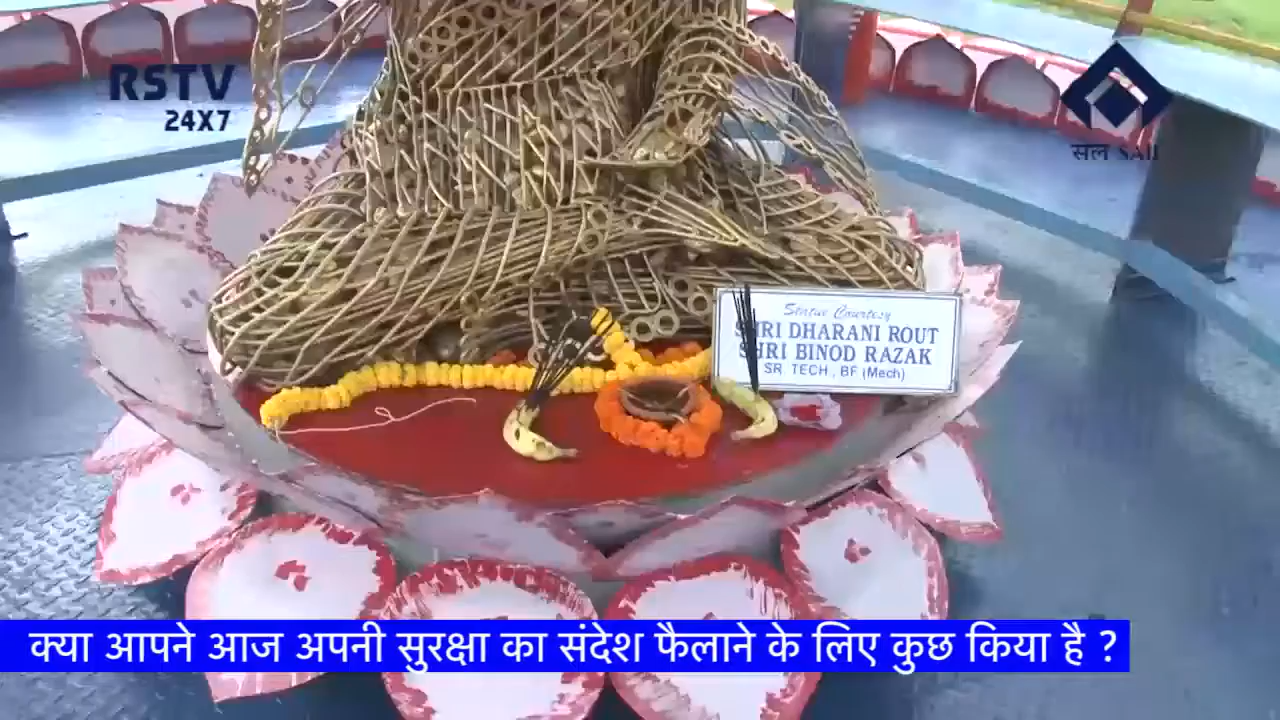 RSTV
24X7
सेल SAIL
Statue Courtesy
SHRI DHARANI ROUT
SHRI BINOD RAZAK
SR. TECH., BF (Mech)
क्या आपने आज अपनी सुरक्षा का संदेश फैलाने के लिए कुछ किया है ?